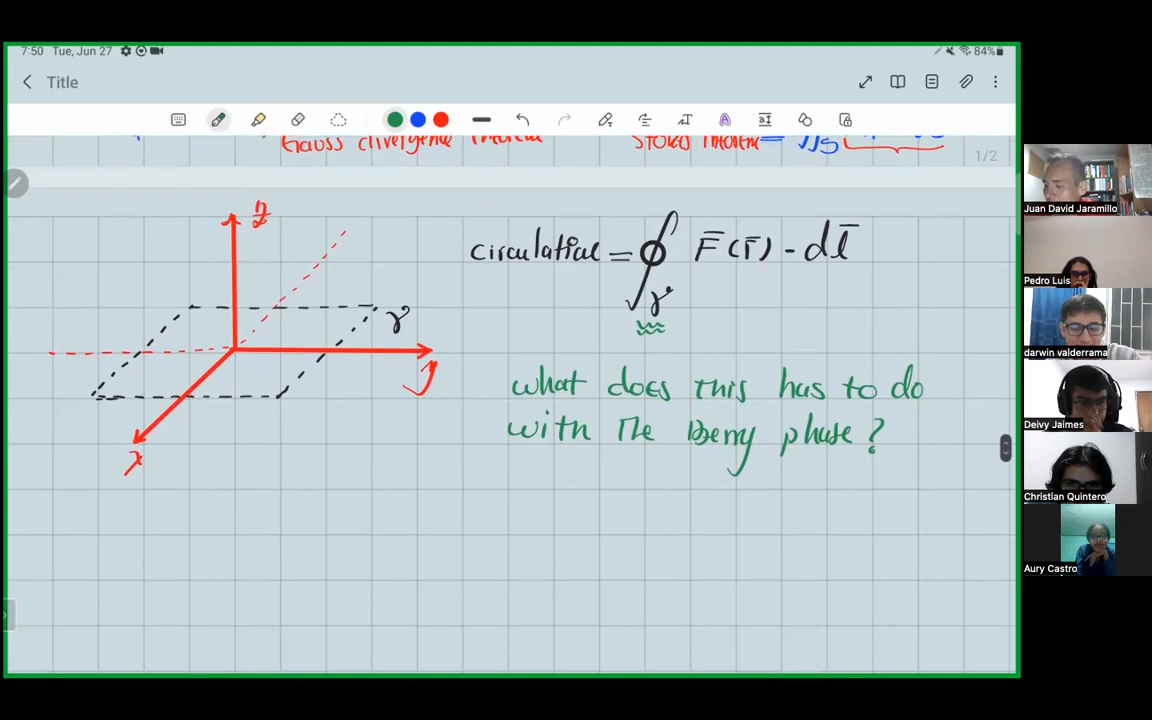 7:50 Tue, Jun 27
84%
Title
Gauss divergence Theorem
Stokes Theorem = ∬S
1/2
z
circulatial = ∮γ F̄(r̄) - dl̄
γ
y
x
what does this has to do
with The Berry phase?
Juan David Jaramillo
Pedro Luis
darwin valderrama
Deivy Jaimes
Christian Quintero
Aury Castro